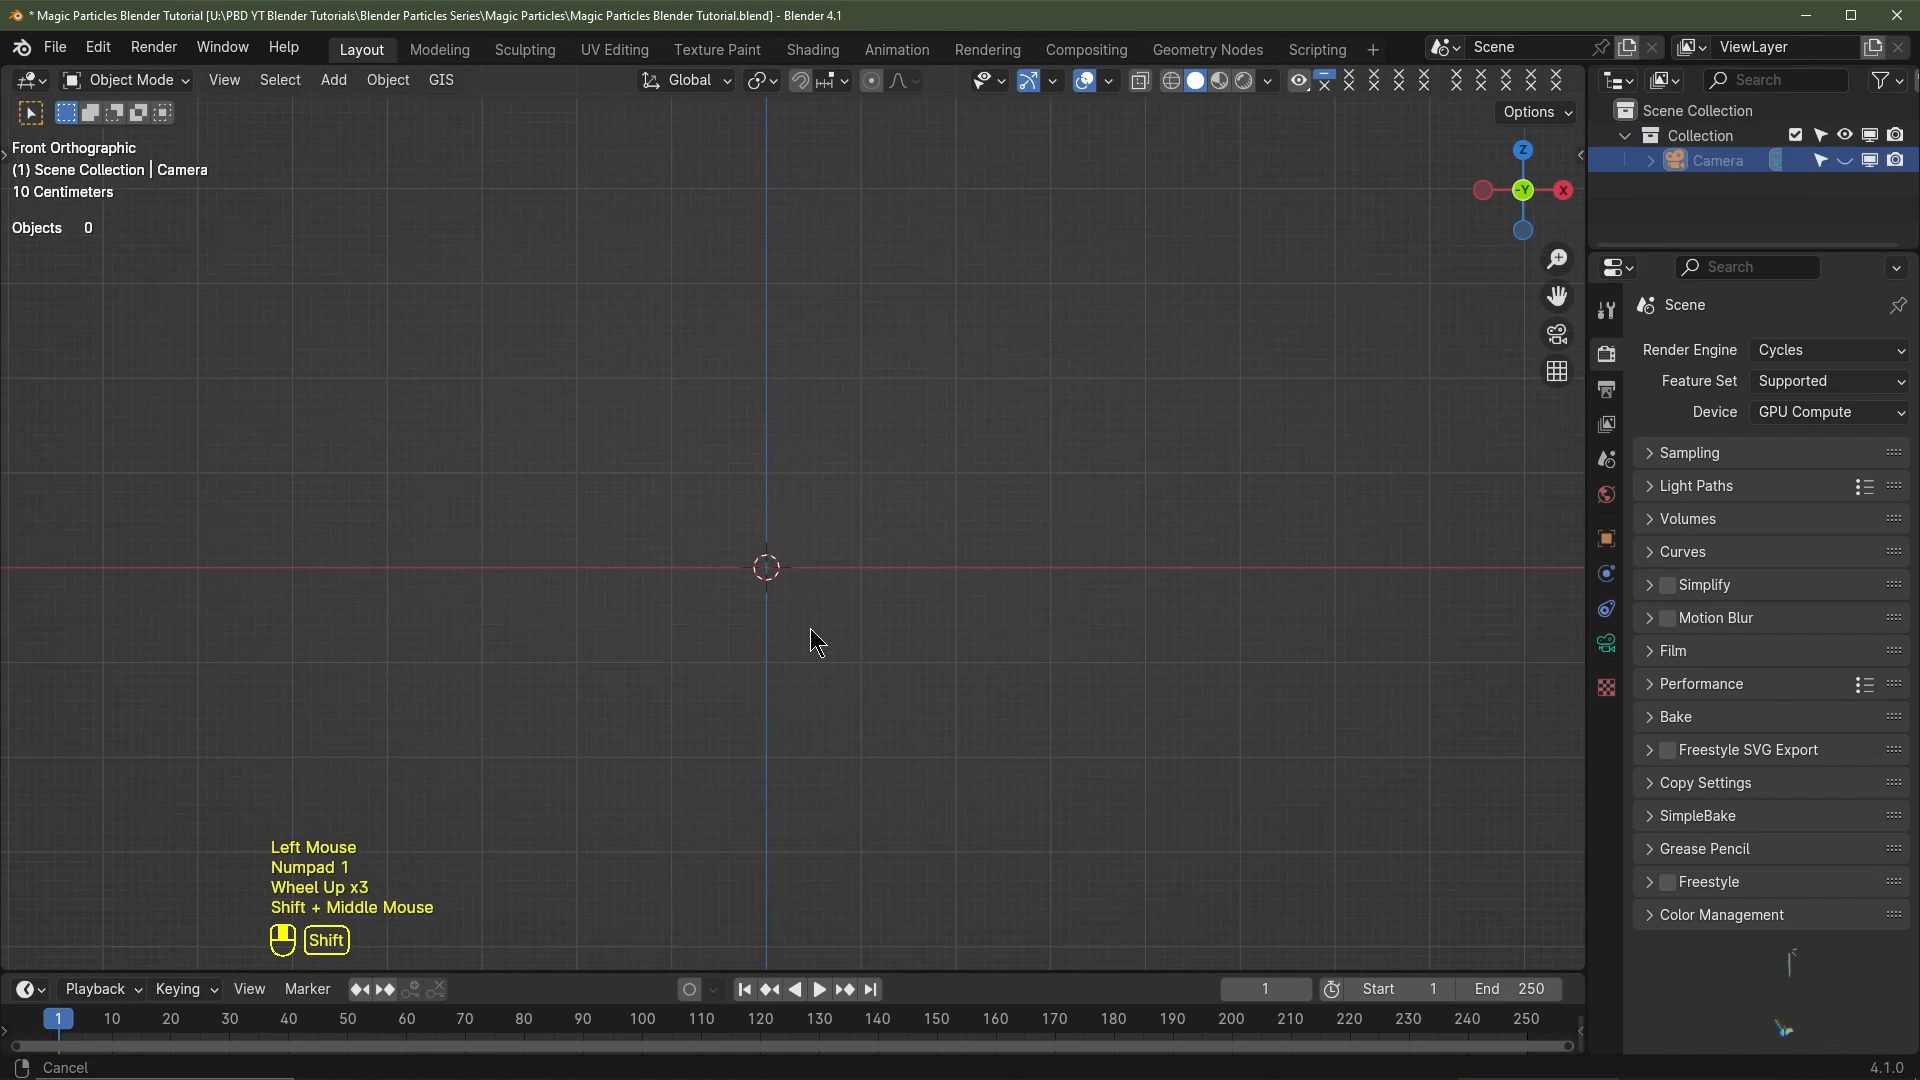 * Magic Particles Blender Tutorial [U:\PBD YT Blender Tutorials\Blender Particles Series\Magic Particles\Magic Particles Blender Tutorial.blend] - Blender 4.1
File Edit Render Window Help Layout Modeling Sculpting UV Editing Texture Paint Shading Animation Rendering Compositing Geometry Nodes Scripting + Scene ViewLayer
Object Mode View Select Add Object GIS Global Search
Options
Scene Collection
Collection
Camera
Front Orthographic
(1) Scene Collection | Camera
10 Centimeters
Objects 0
Z
-Y
X
Search
Scene
Render Engine Cycles
Feature Set Supported
Device GPU Compute
Sampling
Light Paths
Volumes
Curves
Simplify
Motion Blur
Film
Performance
Bake
Freestyle SVG Export
Copy Settings
SimpleBake
Grease Pencil
Freestyle
Color Management
Left Mouse
Numpad 1
Wheel Up x3
Shift + Middle Mouse
Shift
Playback Keying View Marker 1 Start 1 End 250
1 10 20 30 40 50 60 70 80 90 100 110 120 130 140 150 160 170 180 190 200 210 220 230 240 250
Cancel 4.1.0